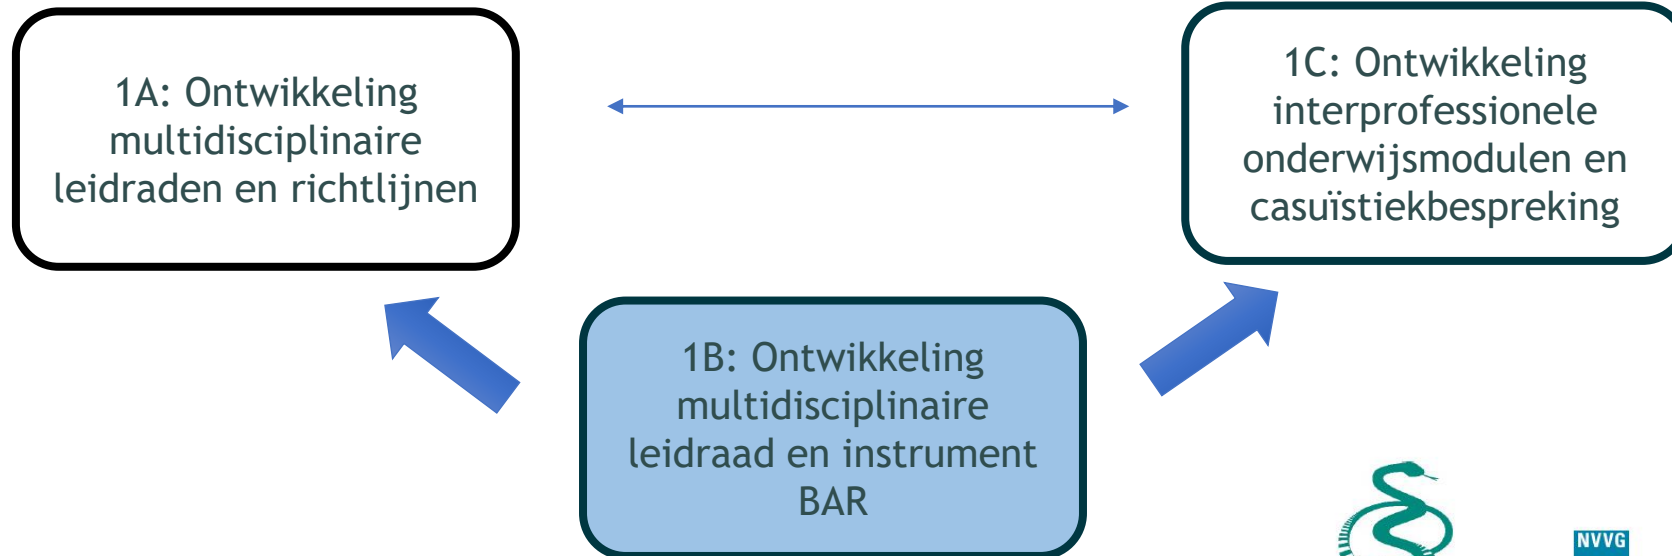 1A: Ontwikkeling
multidisciplinaire
leidraden en richtlijnen
1C: Ontwikkeling
interprofessionele
onderwijsmodulen en
casuïstiekbespreking
1B: Ontwikkeling
multidisciplinaire
leidraad en instrument
BAR
NVVG